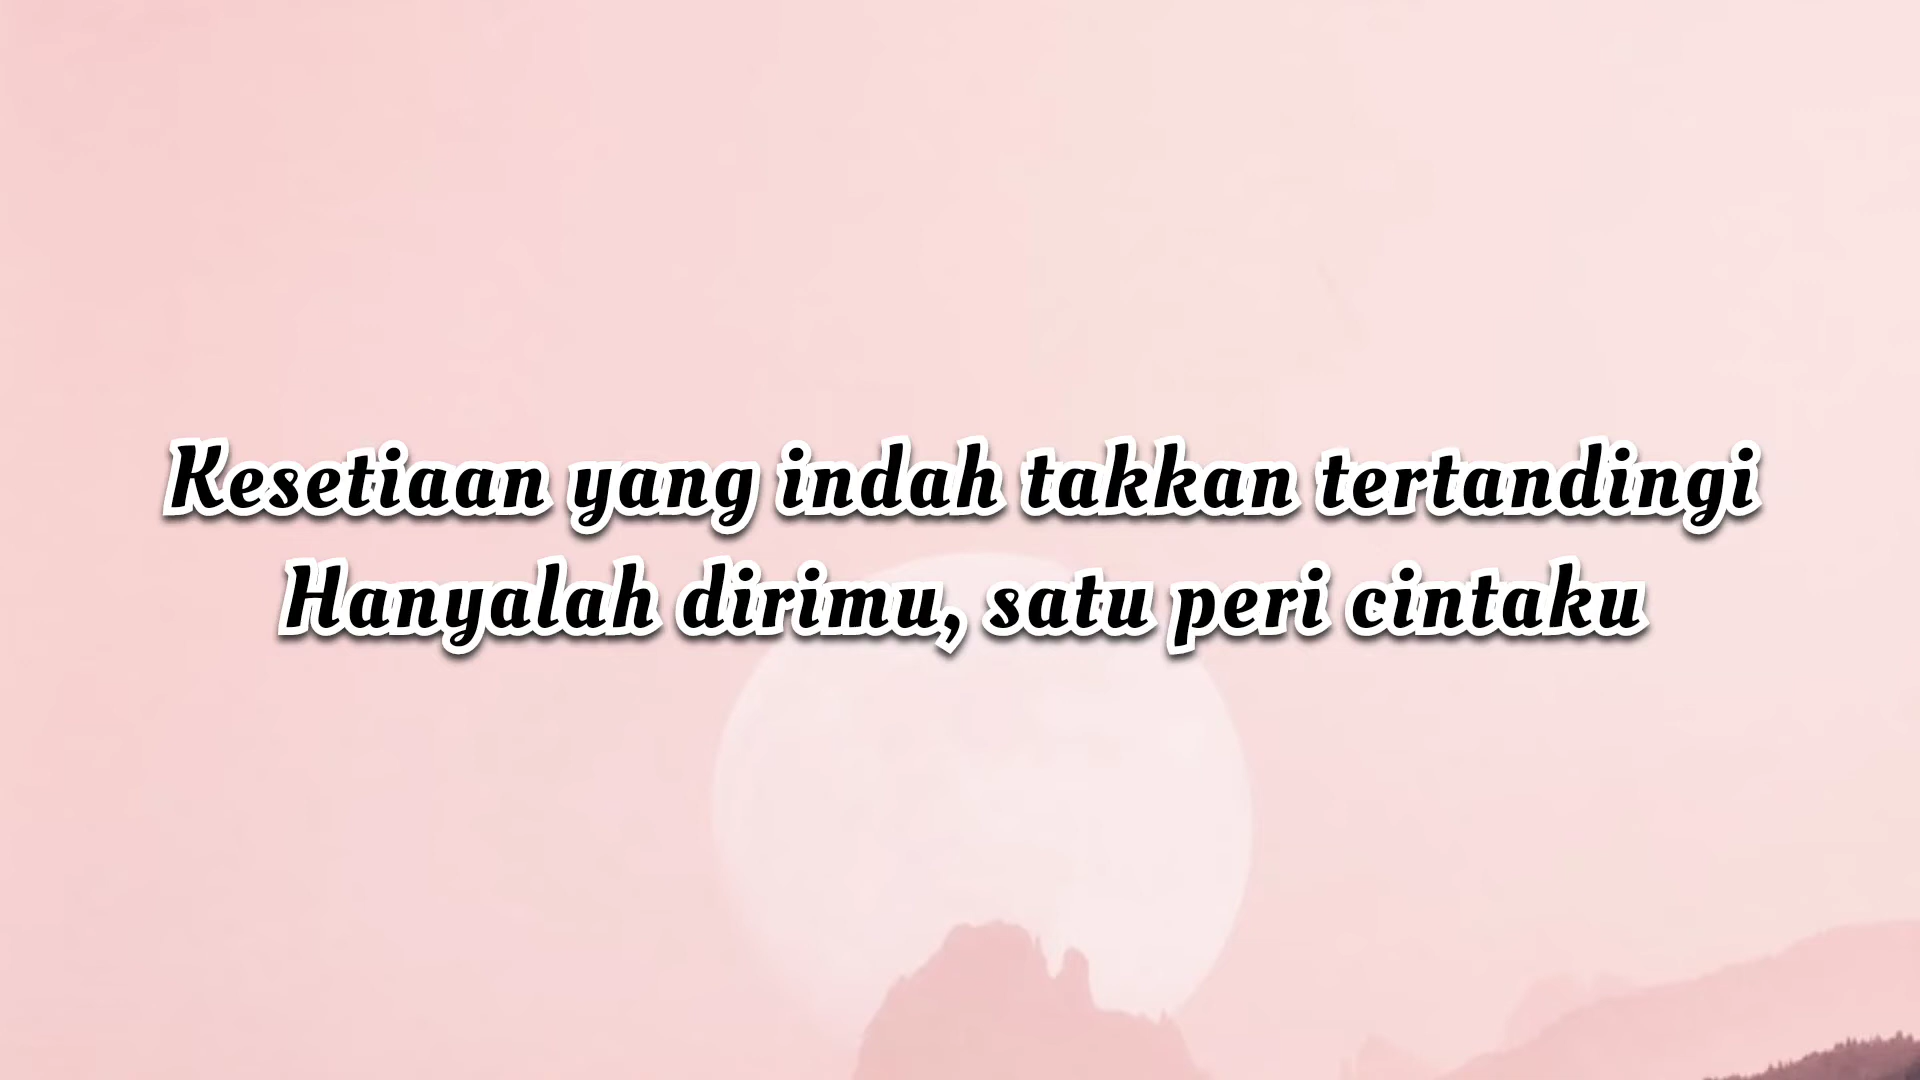 Kesetiaan yang indah takkan tertandingi
Hanyalah dirimu, satu peri cintaku